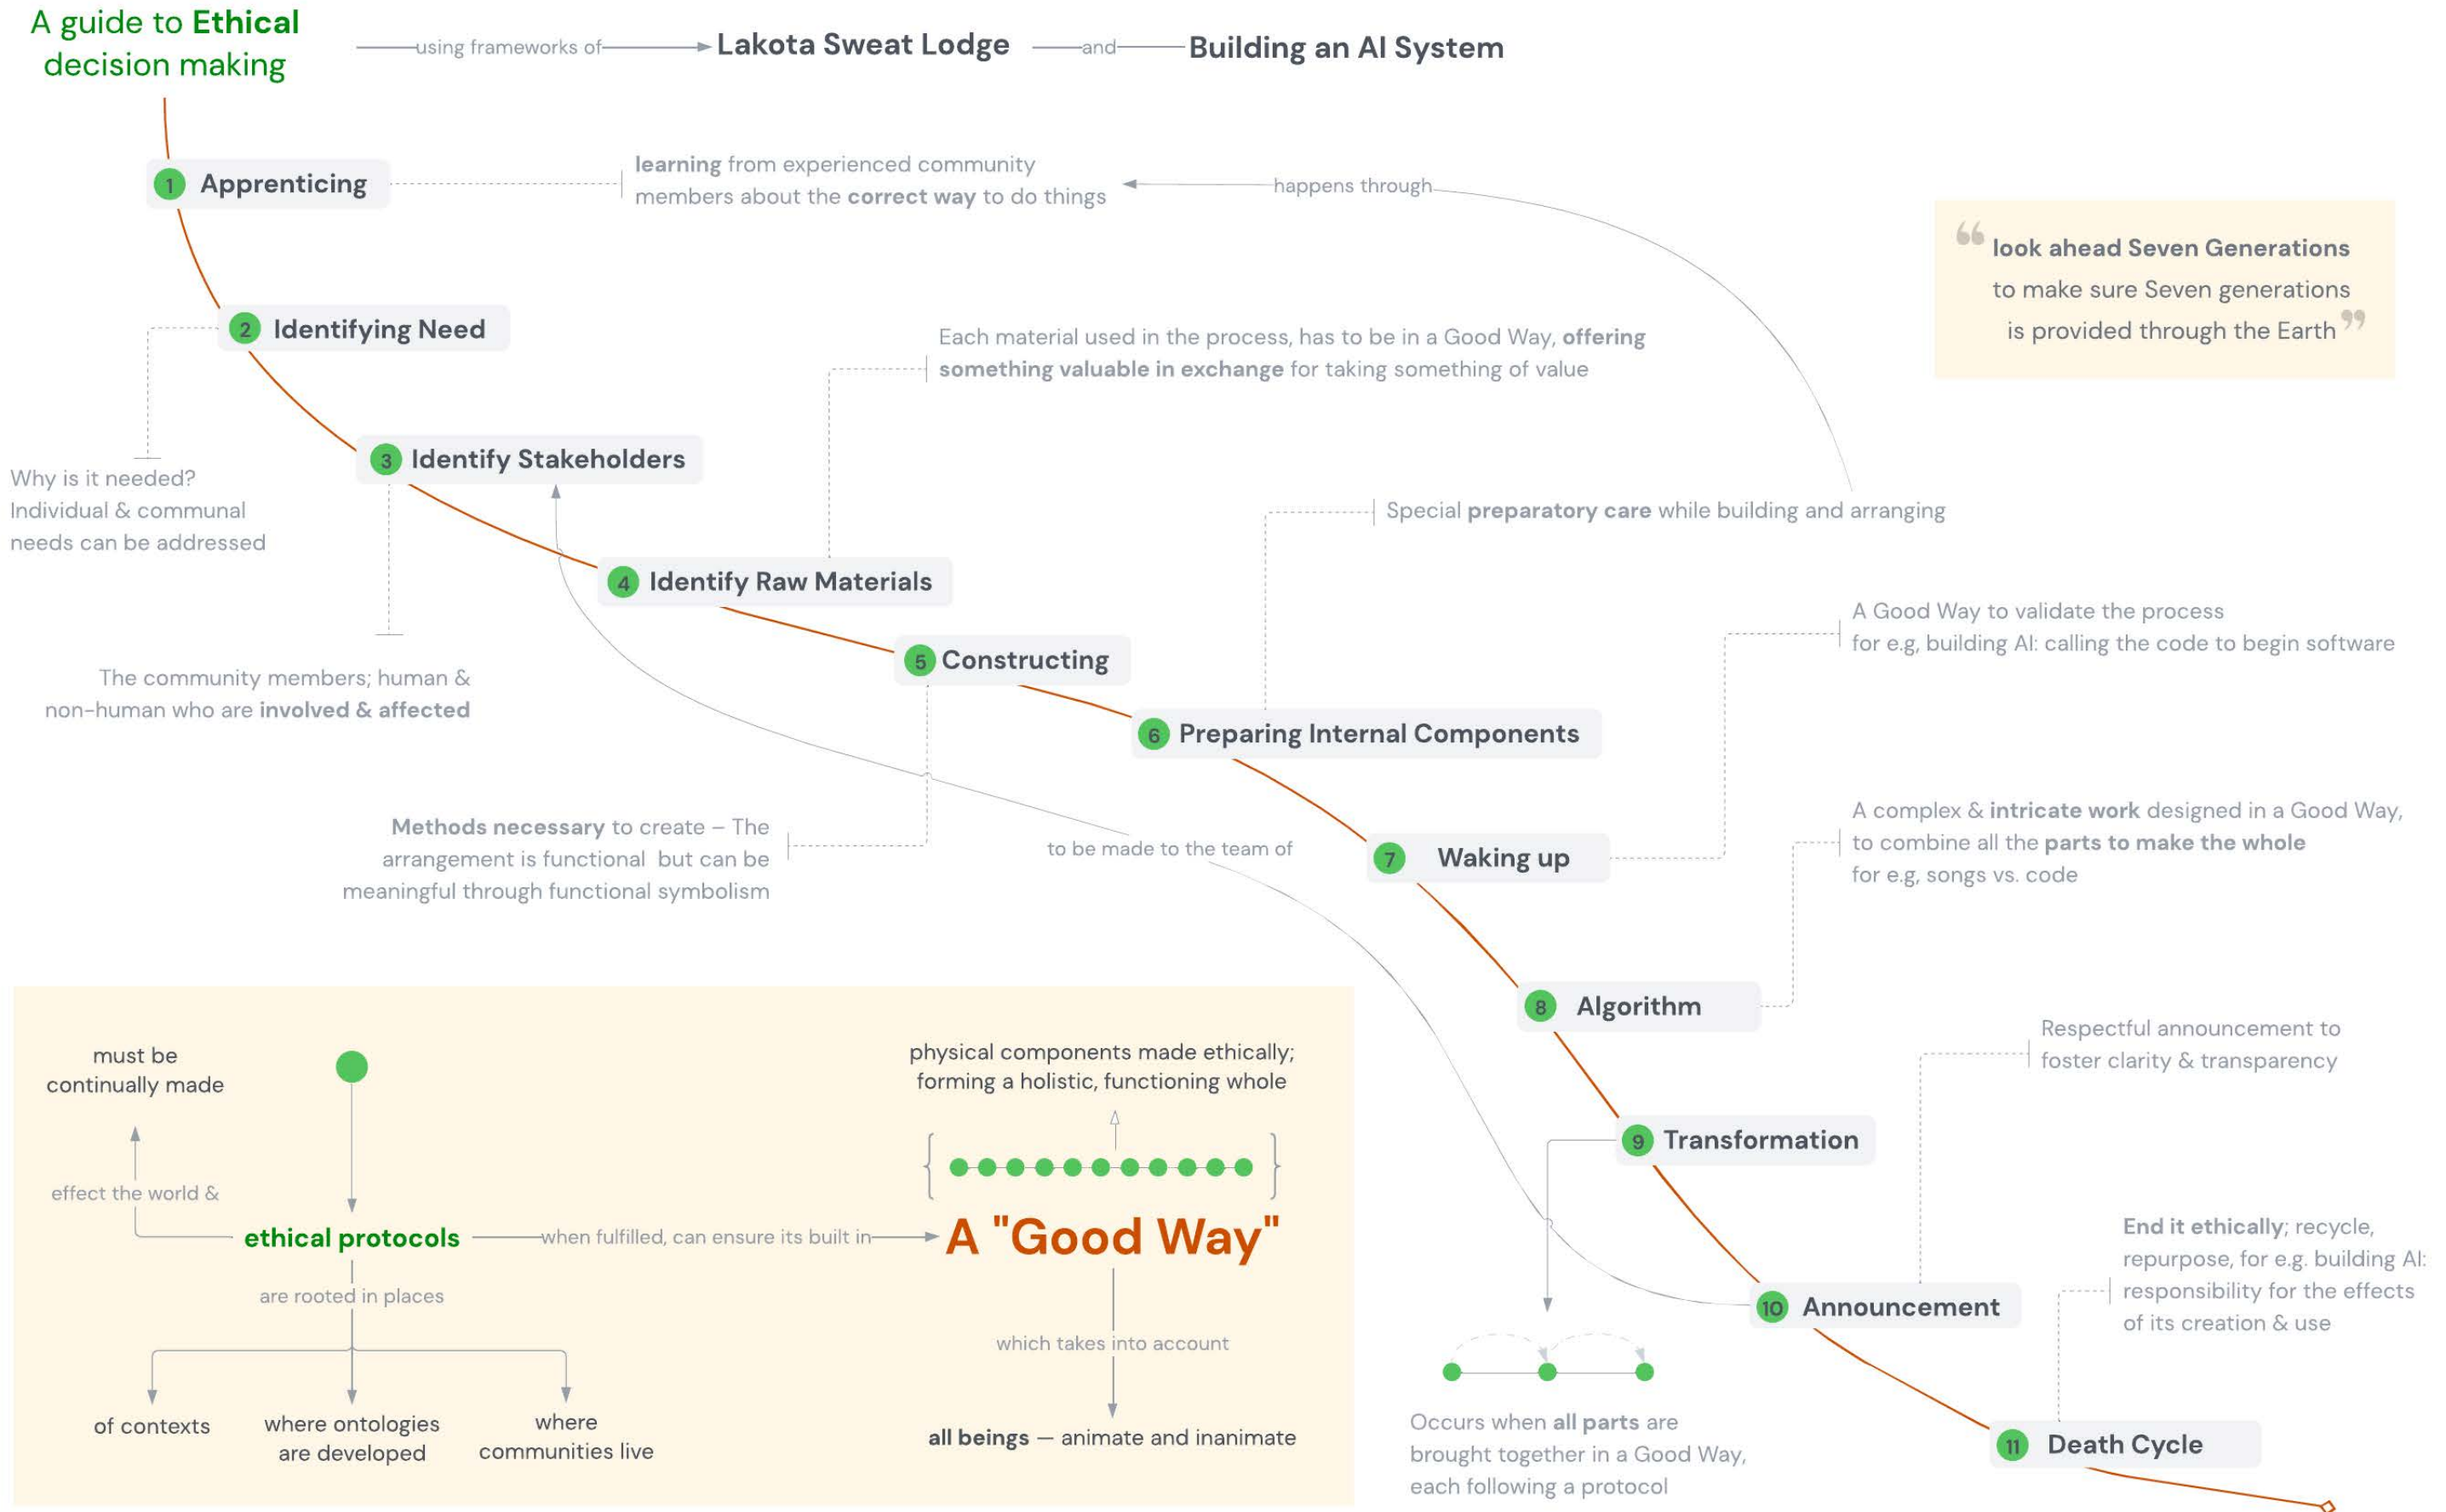 A guide to Ethical
decision making
using frameworks of
Lakota Sweat Lodge
and
Building an AI System
1 Apprenticing
learning from experienced community
members about the correct way to do things
happens through
“ look ahead Seven Generations
to make sure Seven generations
is provided through the Earth ”
2 Identifying Need
Why is it needed?
Individual & communal
needs can be addressed
3 Identify Stakeholders
The community members; human &
non-human who are involved & affected
Each material used in the process, has to be in a Good Way, offering
something valuable in exchange for taking something of value
4 Identify Raw Materials
5 Constructing
Methods necessary to create – The
arrangement is functional but can be
meaningful through functional symbolism
Special preparatory care while building and arranging
6 Preparing Internal Components
A Good Way to validate the process
for e.g, building AI: calling the code to begin software
7 Waking up
to be made to the team of
A complex & intricate work designed in a Good Way,
to combine all the parts to make the whole
for e.g, songs vs. code
8 Algorithm
9 Transformation
Occurs when all parts are
brought together in a Good Way,
each following a protocol
Respectful announcement to
foster clarity & transparency
10 Announcement
End it ethically; recycle,
repurpose, for e.g. building AI:
responsibility for the effects
of its creation & use
11 Death Cycle
must be
continually made
effect the world &
ethical protocols
when fulfilled, can ensure its built in
are rooted in places
of contexts
where ontologies
are developed
where
communities live
physical components made ethically;
forming a holistic, functioning whole
A "Good Way"
which takes into account
all beings — animate and inanimate